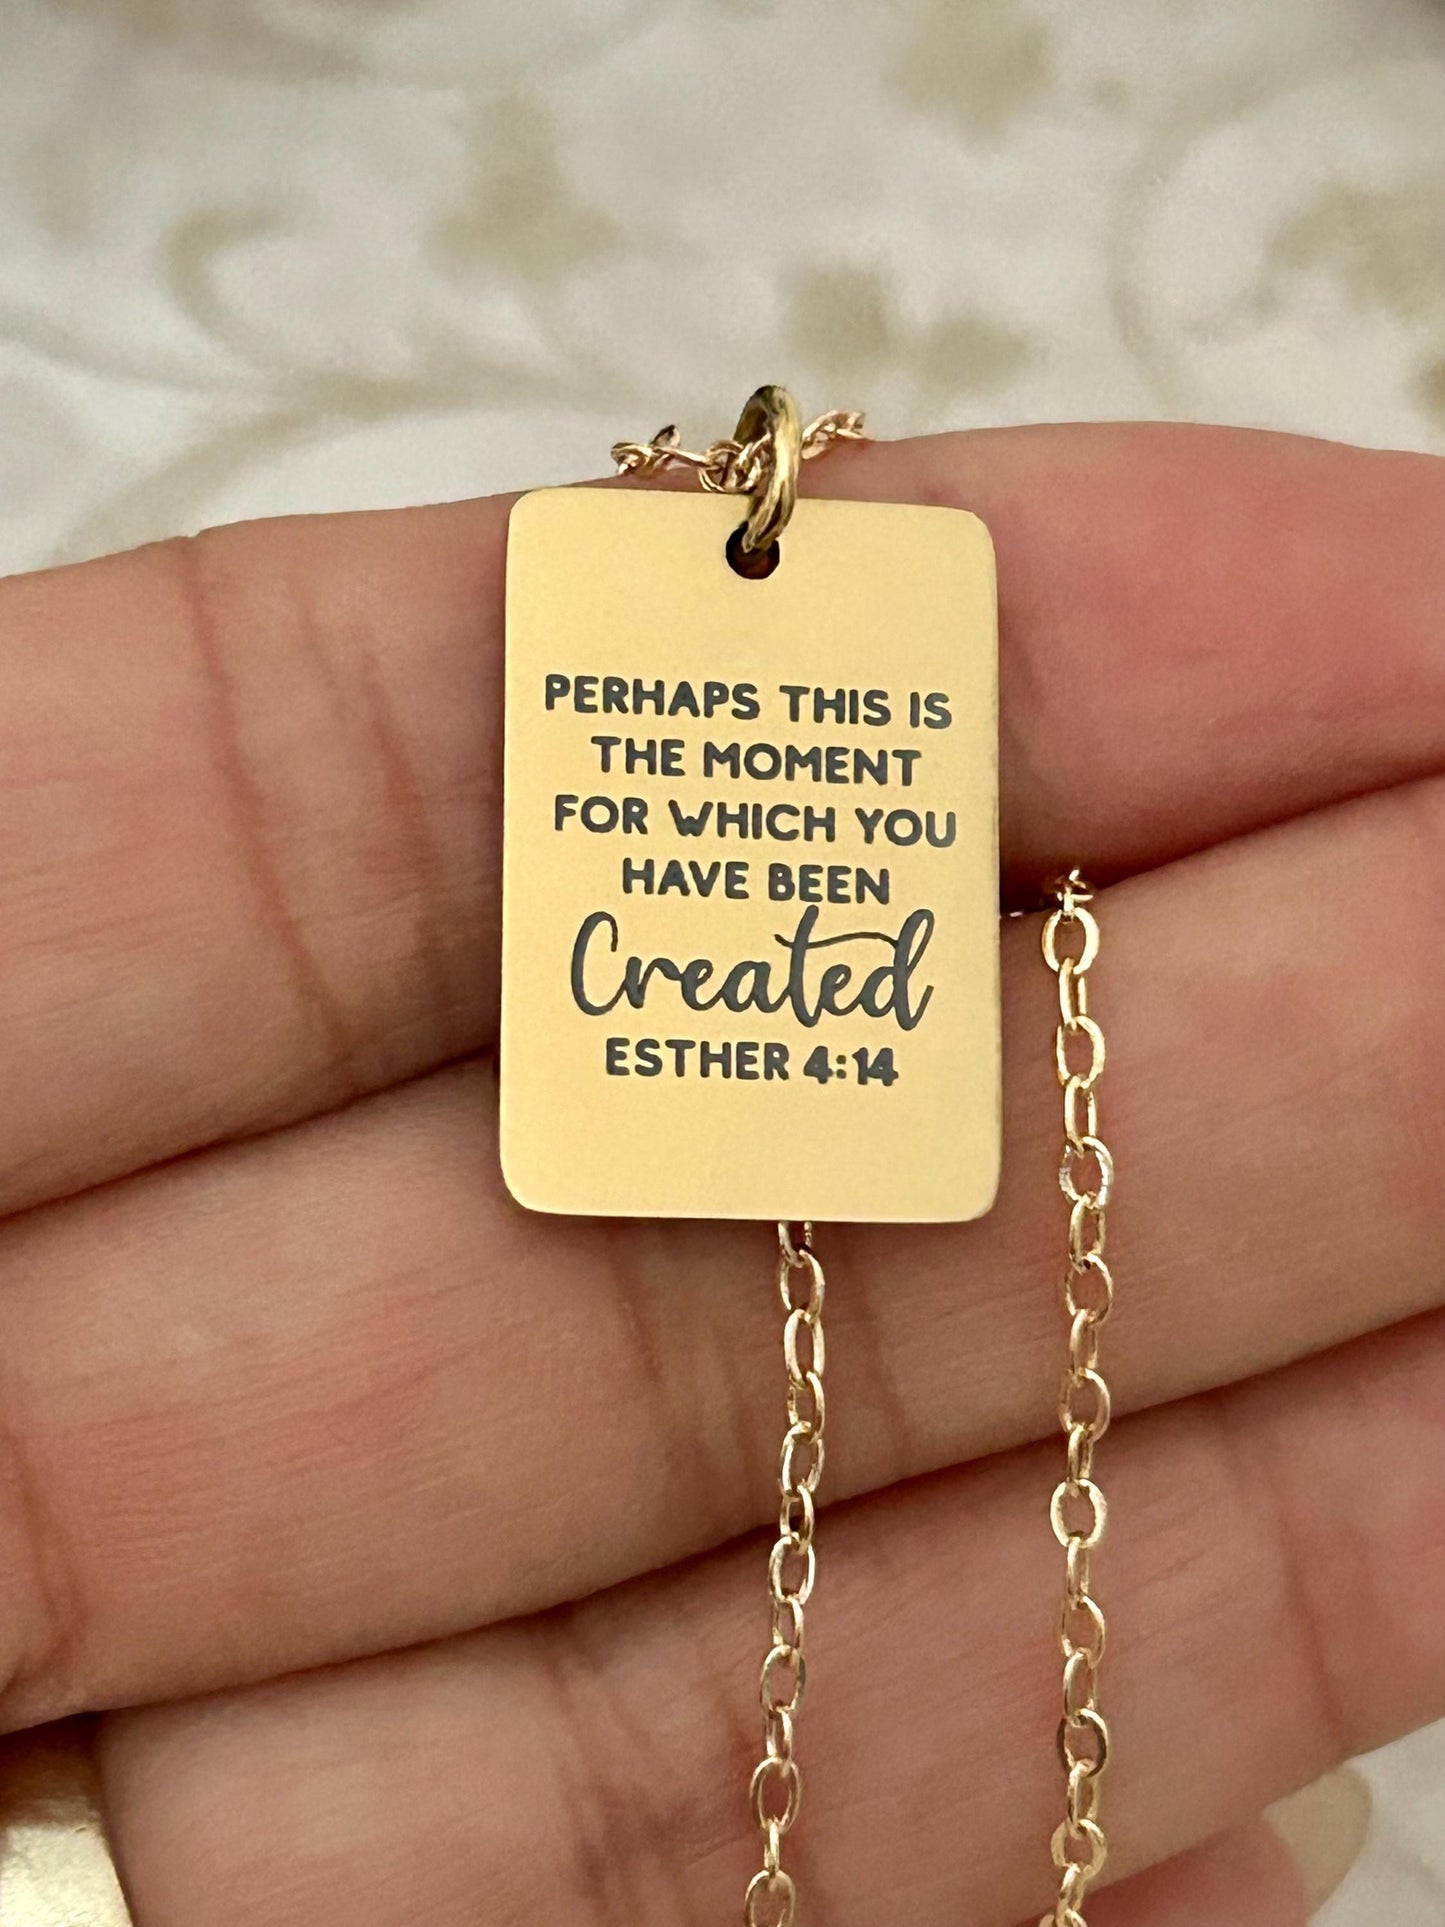 PERHAPS THIS IS
THE MOMENT
FOR WHICH YOU
HAVE BEEN
Created
ESTHER 4:14